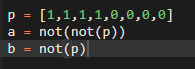 p = [1,1,1,1,0,0,0,0]
a = not(not(p))
b = not(p)